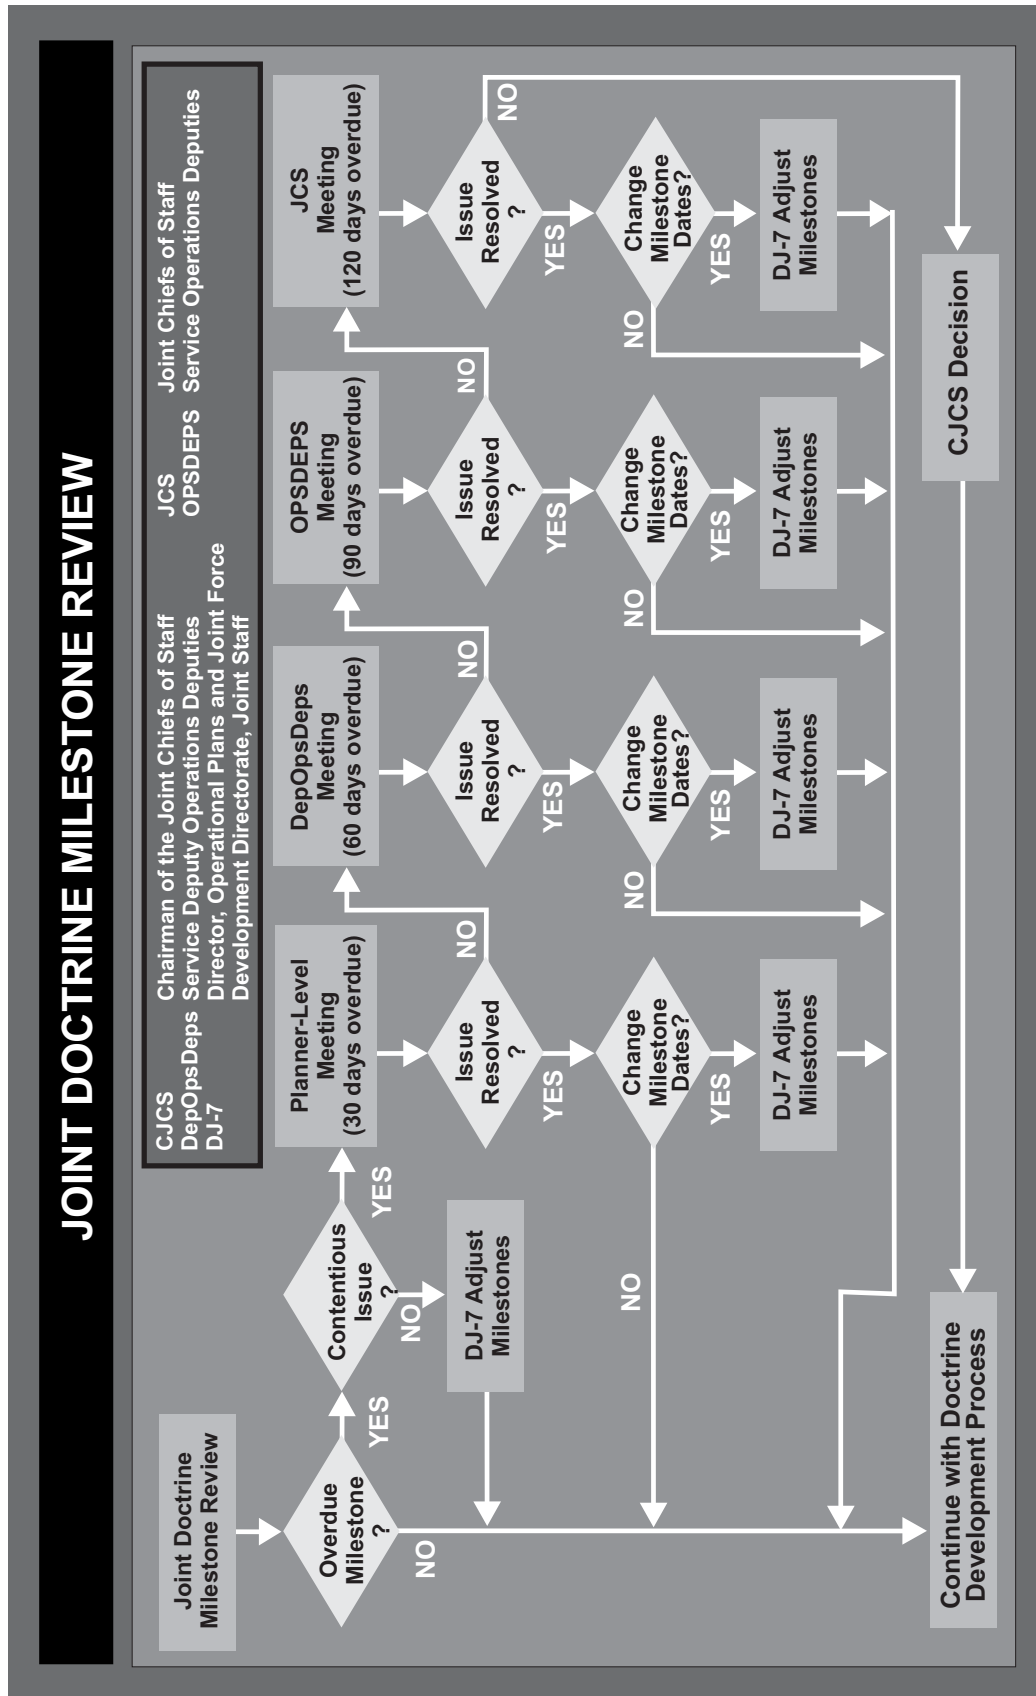 JOINT DOCTRINE MILESTONE REVIEW
CJCS Chairman of the Joint Chiefs of Staff
DepOpsDeps Service Deputy Operations Deputies
DJ-7 Director, Operational Plans and Joint Force
Development Directorate, Joint Staff
JCS Joint Chiefs of Staff
OPSDEPS Service Operations Deputies
Joint Doctrine
Milestone Review
Overdue
Milestone
?
YES
NO
Contentious
Issue
?
YES
NO
DJ-7 Adjust
Milestones
Planner-Level
Meeting
(30 days overdue)
Issue
Resolved
?
NO
YES
Change
Milestone
Dates?
NO
YES
DJ-7 Adjust
Milestones
DepOpsDeps
Meeting
(60 days overdue)
Issue
Resolved
?
NO
YES
Change
Milestone
Dates?
NO
YES
DJ-7 Adjust
Milestones
OPSDEPS
Meeting
(90 days overdue)
Issue
Resolved
?
NO
YES
Change
Milestone
Dates?
NO
YES
DJ-7 Adjust
Milestones
JCS
Meeting
(120 days overdue)
Issue
Resolved
?
NO
YES
Change
Milestone
Dates?
NO
YES
DJ-7 Adjust
Milestones
CJCS Decision
Continue with Doctrine
Development Process